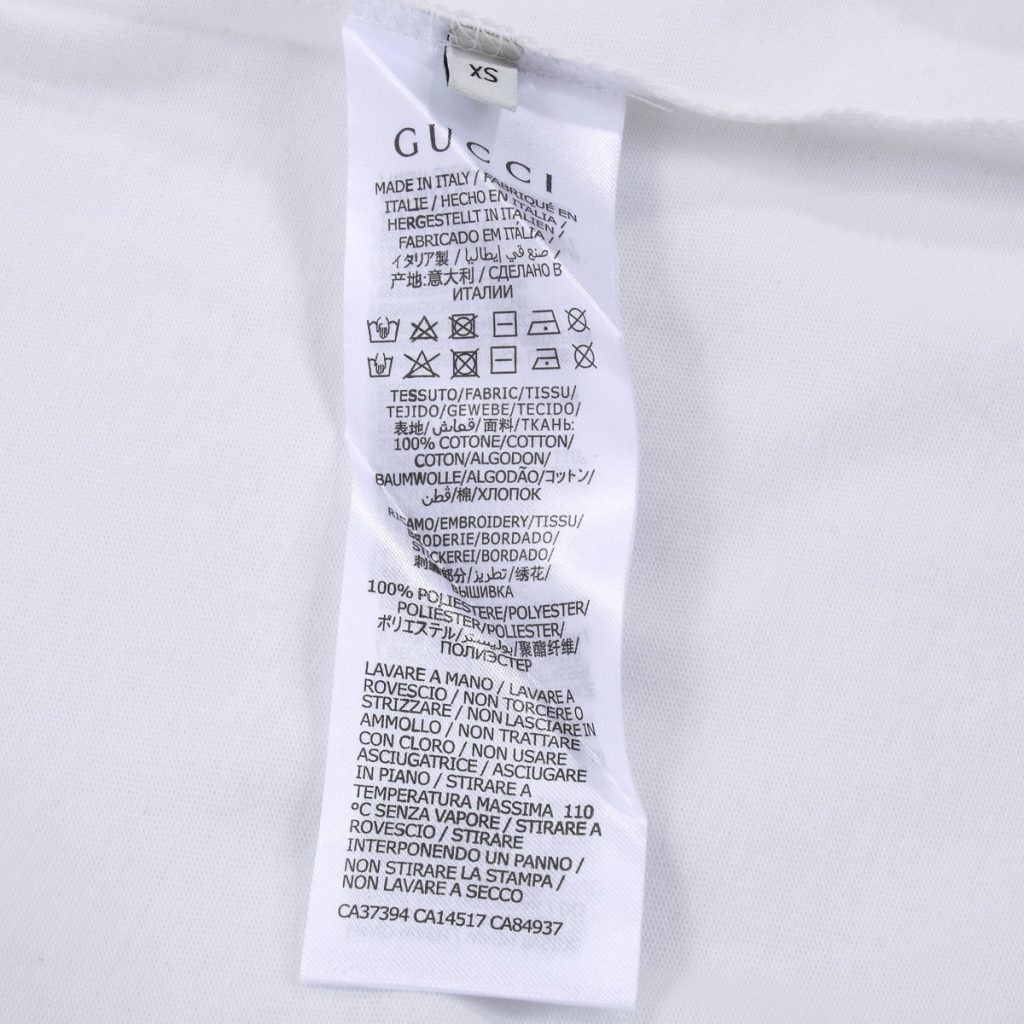 XS
GUCCI
MADE IN ITALY / FABRIQUÉ EN
ITALIE / HECHO EN ITALIA /
HERGESTELLT IN ITALIEN /
FABRICADO EM ITÁLIA /
イタリア製 / صنع في إيطاليا /
产地:意大利 / СДЕЛАНО В
ИТАЛИИ
TESSUTO/FABRIC/TISSU/
TEJIDO/GEWEBE/TECIDO/
表地/قماش/面料/ТКАНЬ:
100% COTONE/COTTON/
COTON/ALGODON/
BAUMWOLLE/ALGODÃO/コットン/
قطن/棉/ХЛОПОК
RICAMO/EMBROIDERY/TISSU/
BRODERIE/BORDADO/
STICKEREI/BORDADO/
刺繍部分/تطريز/绣花/
ВЫШИВКА
100% POLIESTERE/POLYESTER/
POLIESTER/POLIESTER/
ポリエステル/بوليستر/聚酯纤维/
ПОЛИЭСТЕР
LAVARE A MANO / LAVARE A
ROVESCIO / NON TORCERE O
STRIZZARE / NON LASCIARE IN
AMMOLLO / NON TRATTARE
CON CLORO / NON USARE
ASCIUGATRICE / ASCIUGARE
IN PIANO / STIRARE A
TEMPERATURA MASSIMA 110
°C SENZA VAPORE / STIRARE A
ROVESCIO / STIRARE
INTERPONENDO UN PANNO /
NON STIRARE LA STAMPA /
NON LAVARE A SECCO
CA37394 CA14517 CA84937